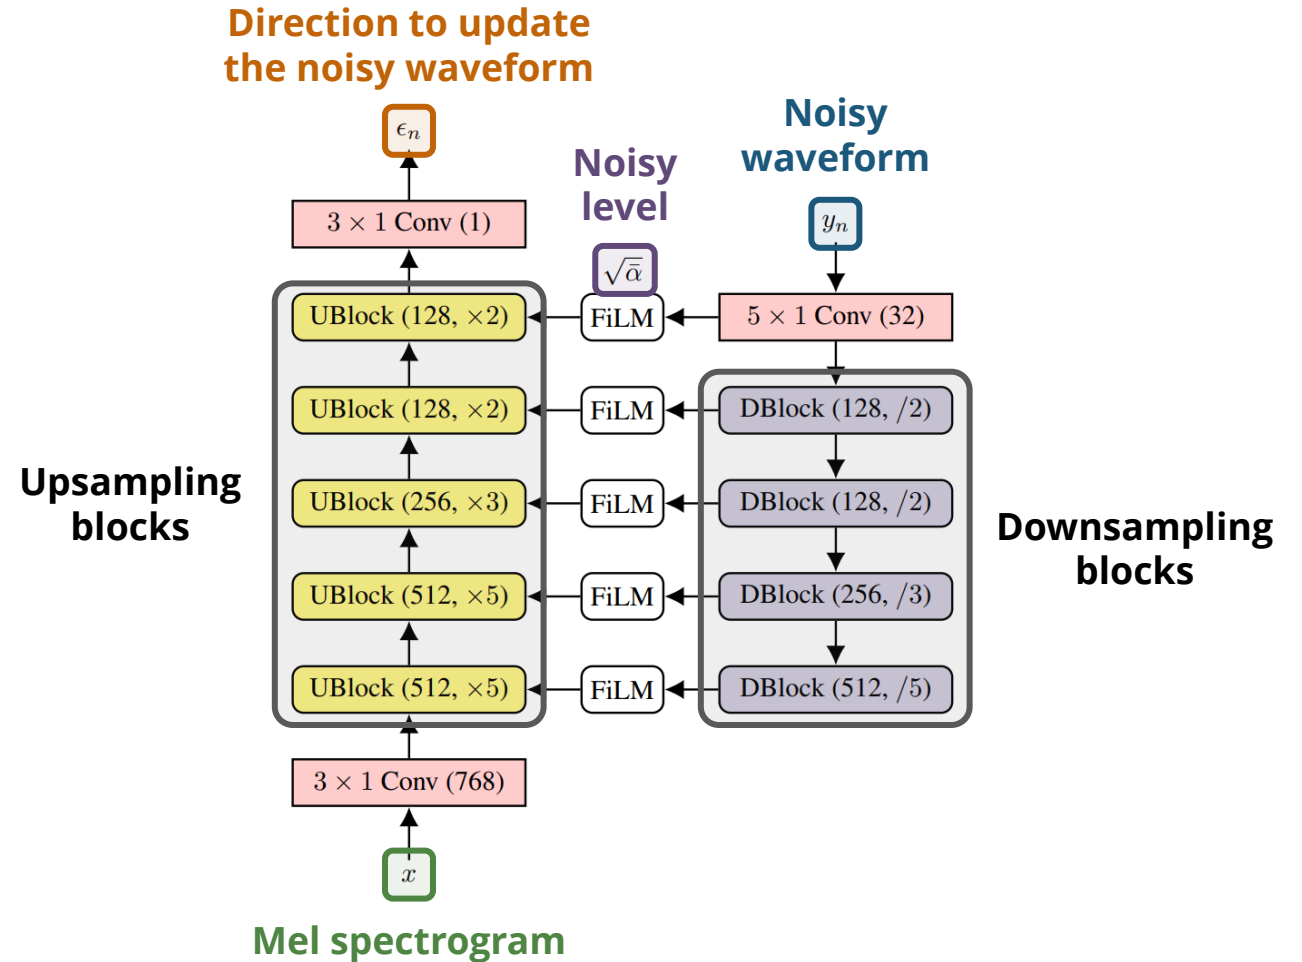 Direction to update
the noisy waveform
ϵₙ
3 × 1 Conv (1)
Noisy
level
√ᾱ
Noisy
waveform
yₙ
UBlock (128, ×2)
FiLM
5 × 1 Conv (32)
UBlock (128, ×2)
FiLM
DBlock (128, /2)
UBlock (256, ×3)
FiLM
DBlock (128, /2)
UBlock (512, ×5)
FiLM
DBlock (256, /3)
UBlock (512, ×5)
FiLM
DBlock (512, /5)
Upsampling
blocks
Downsampling
blocks
3 × 1 Conv (768)
x
Mel spectrogram